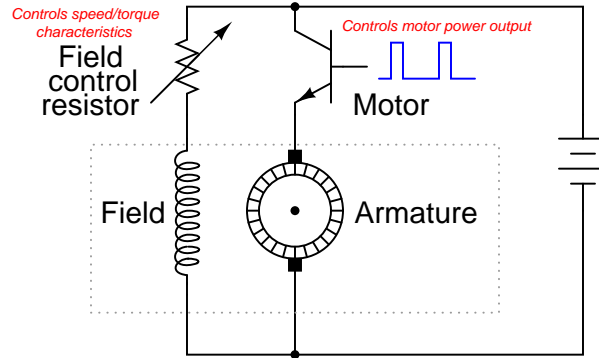 Controls speed/torque
characteristics
Field
control
resistor
Controls motor power output
Motor
Field
Armature